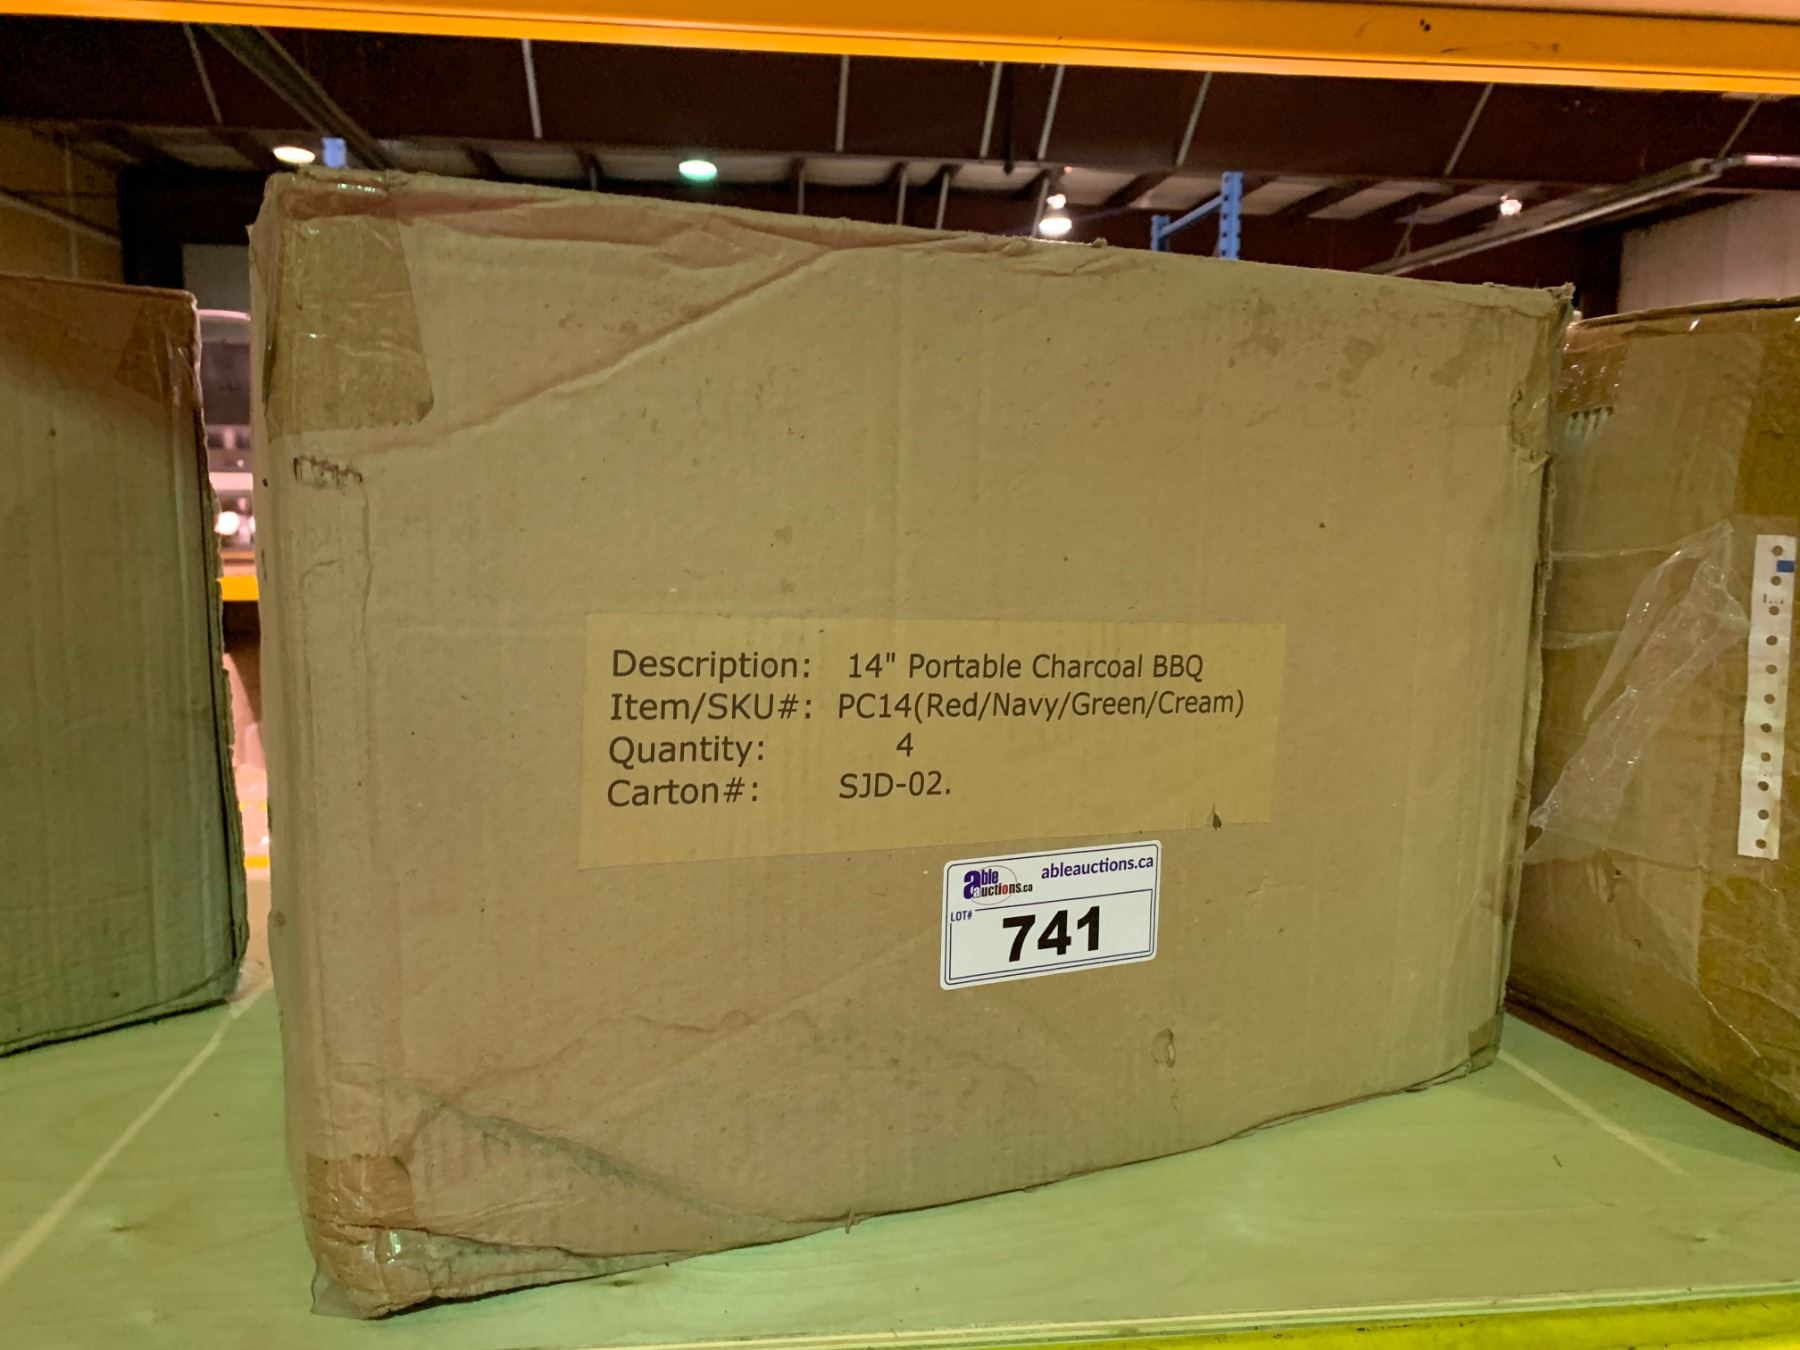 Description: 14" Portable Charcoal BBQ
Item/SKU#: PC14(Red/Navy/Green/Cream)
Quantity: 4
Carton#: SJD-02.
able auctions.ca
ableauctions.ca
LOT#
741